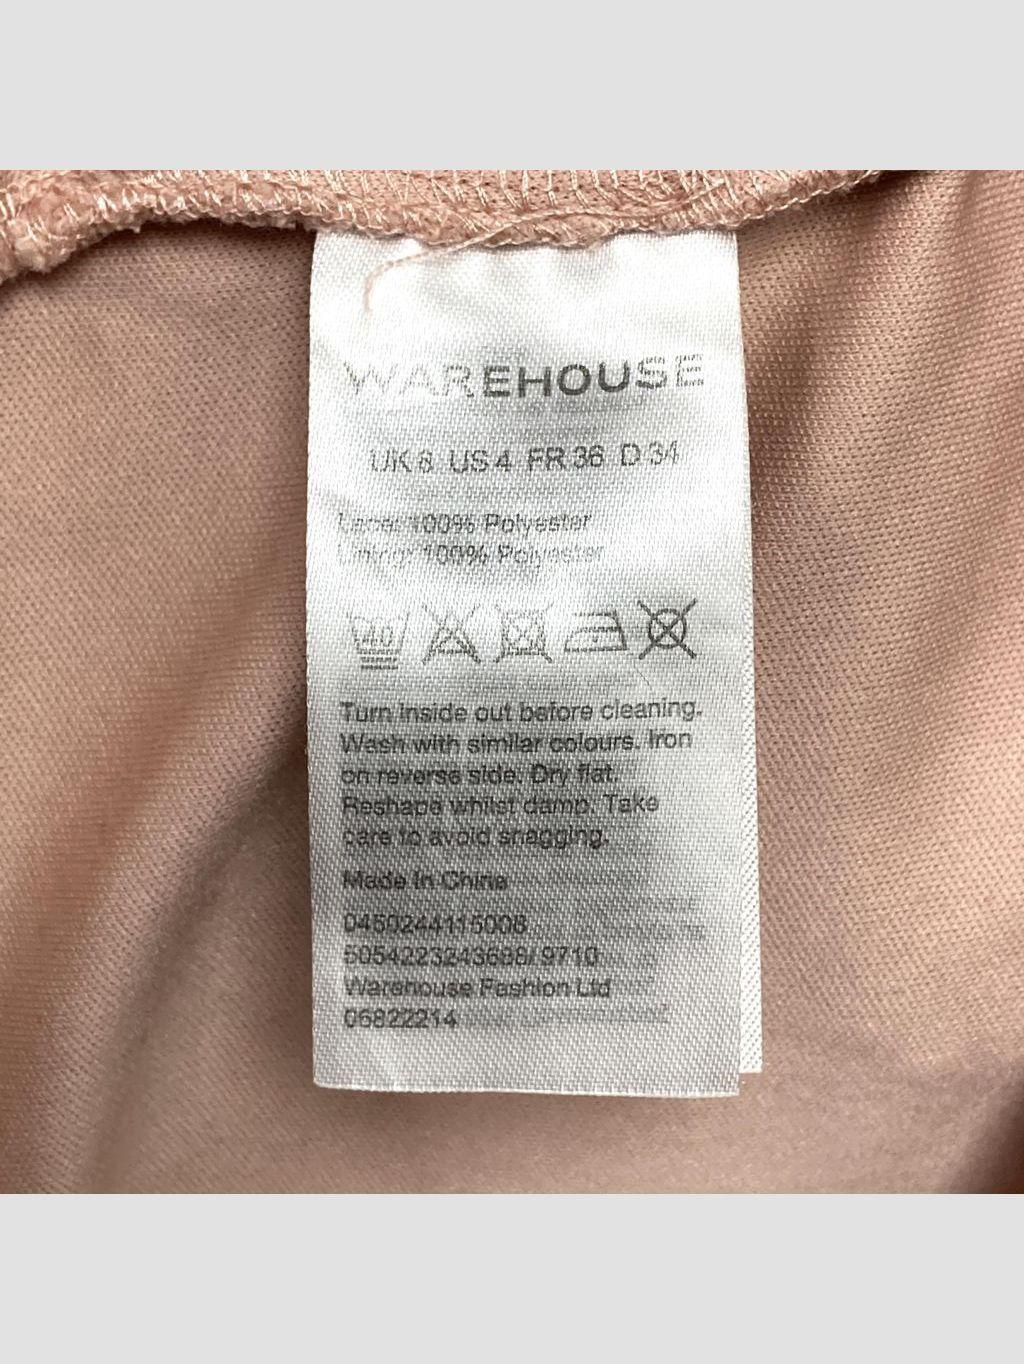 WAREHOUSE
UK 8 US 4 FR 36 D 34
Lace: 100% Polyester
Lining: 100% Polyester
40
Turn inside out before cleaning.
Wash with similar colours. Iron
on reverse side. Dry flat.
Reshape whilst damp. Take
care to avoid snagging.
Made in China
0450244115008
5054223243688/ 9710
Warehouse Fashion Ltd
06822214